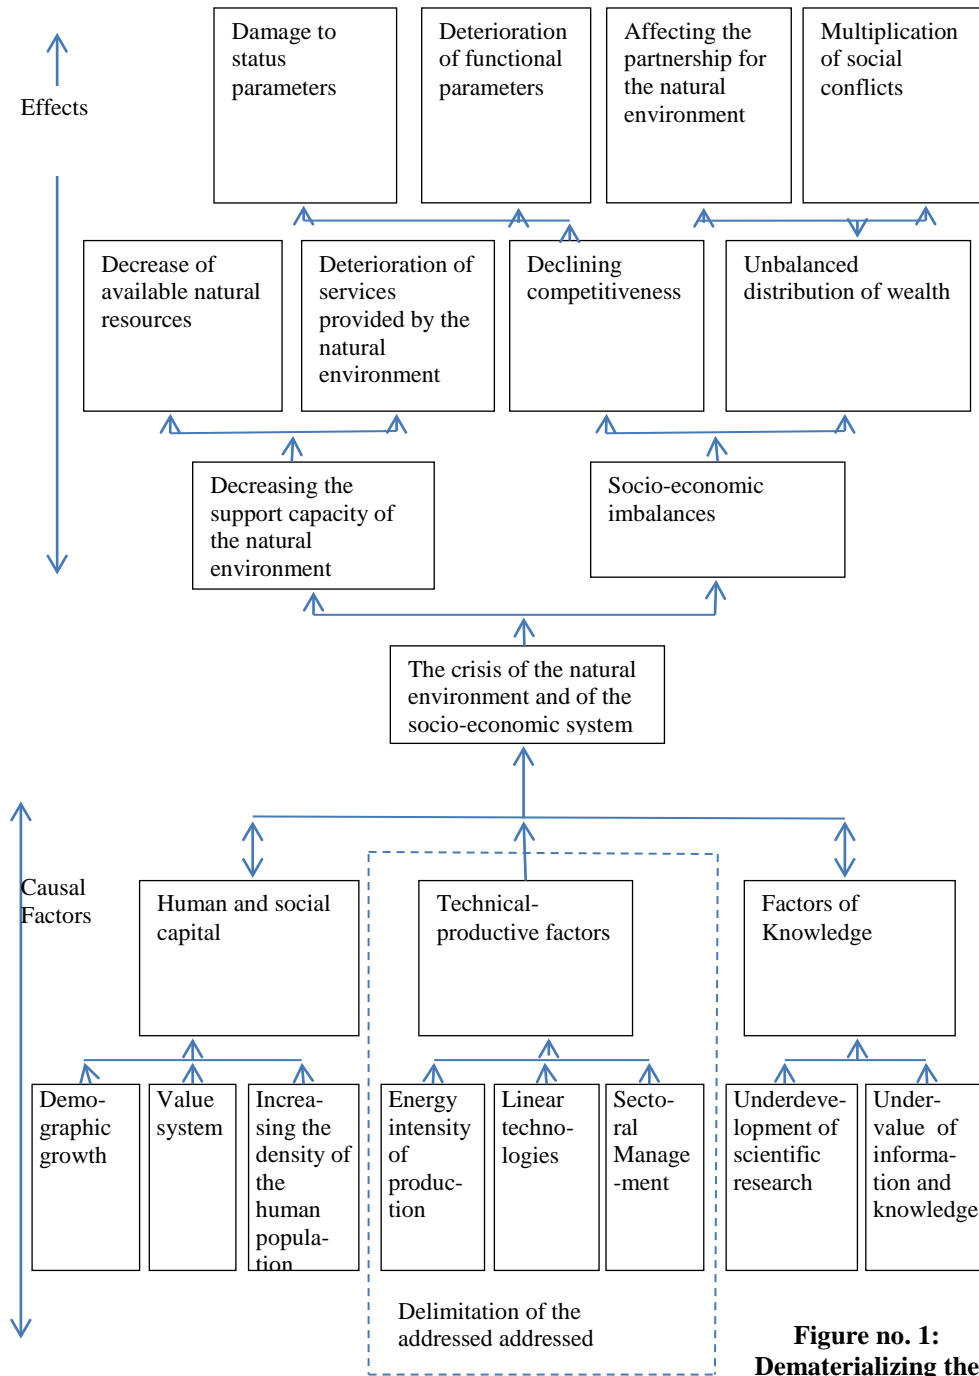 Effects
Damage to
status
parameters
Deterioration
of functional
parameters
Affecting the
partnership for
the natural
environment
Multiplication
of social
conflicts
Decrease of
available natural
resources
Deterioration of
services
provided by the
natural
environment
Declining
competitiveness
Unbalanced
distribution of wealth
Decreasing the
support capacity of
the natural
environment
Socio-economic
imbalances
The crisis of the natural
environment and of the
socio-economic system
Causal
Factors
Human and social
capital
Technical-
productive factors
Factors of
Knowledge
Demo-
graphic
growth
Value
system
Increa-
sing the
density of
the
human
popula-
tion
Energy
intensity
of
produc-
tion
Linear
techno-
logies
Secto-
ral
Manage
-ment
Underdeve-
lopment of
scientific
research
Under-
value of
informa-
tion and
knowledge
Delimitation of the
addressed addressed
Figure no. 1:
Dematerializing the